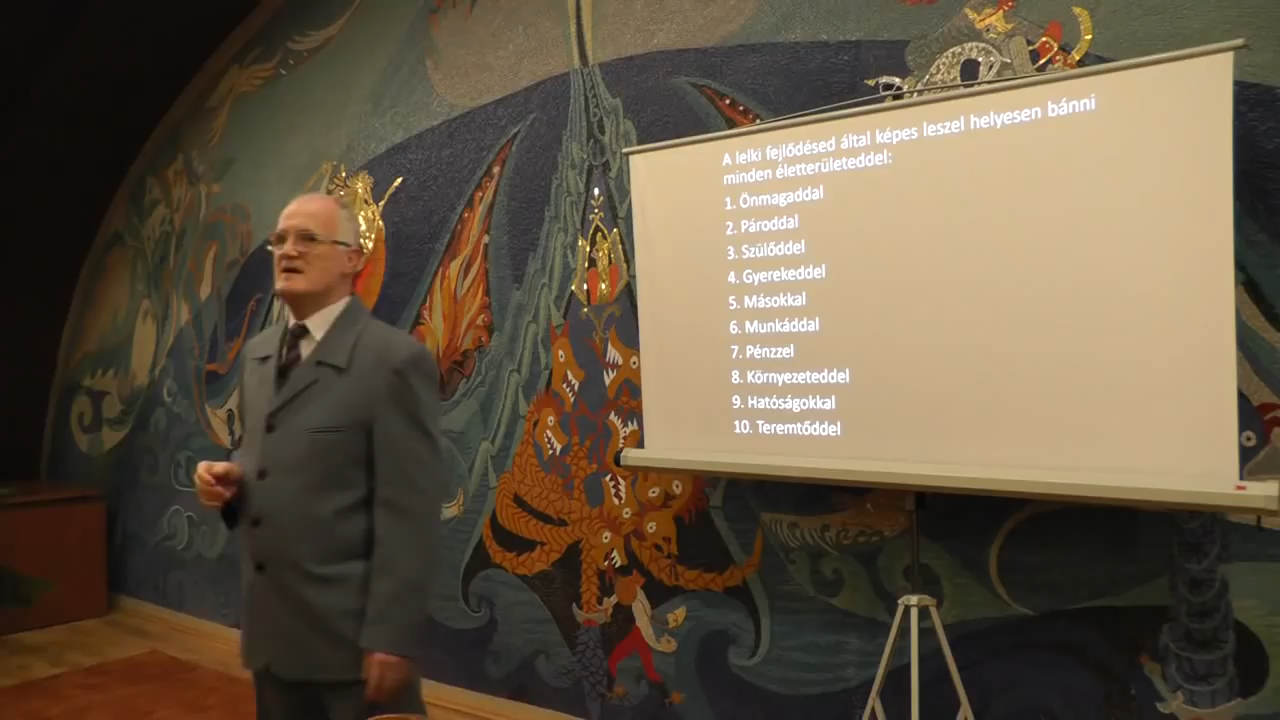 A lelki fejlődésed által képes leszel helyesen bánni
minden életterületeddel:
1. Önmagaddal
2. Pároddal
3. Szülőddel
4. Gyerekeddel
5. Másokkal
6. Munkáddal
7. Pénzzel
8. Környezeteddel
9. Hatóságokkal
10. Teremtőddel